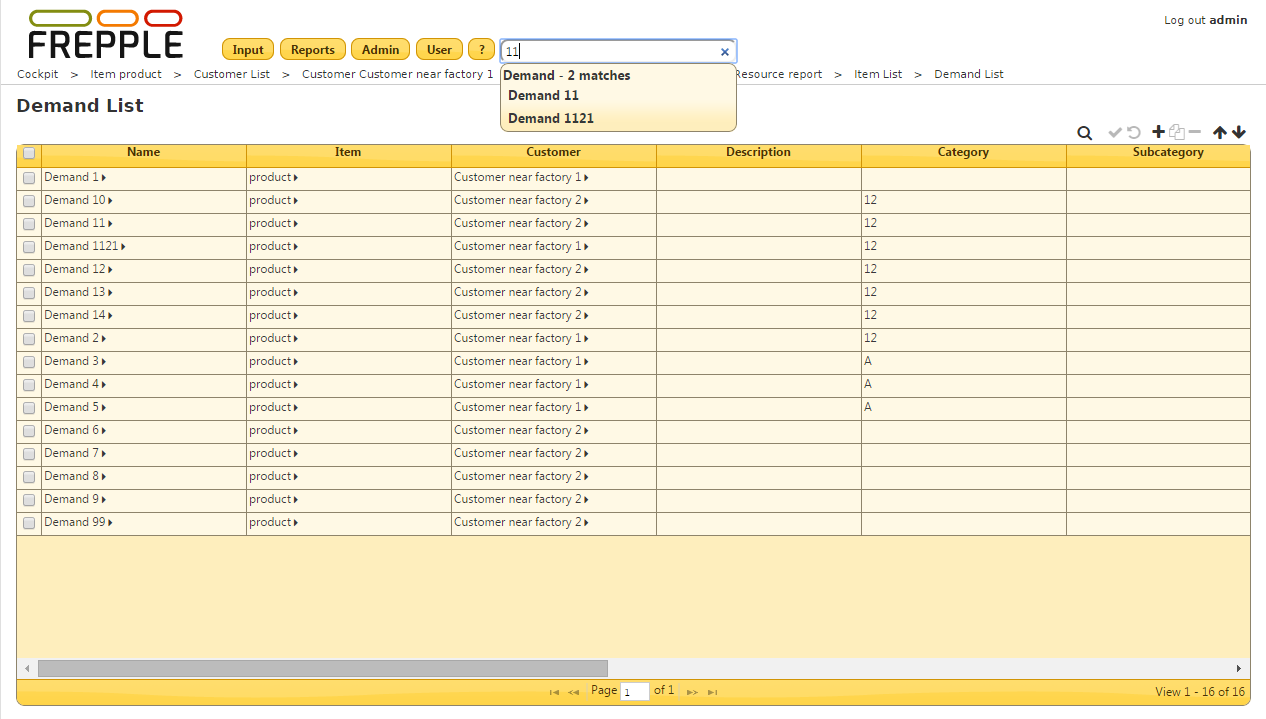 FREPPLE
Log out admin
Input Reports Admin User ? 11 ×
Cockpit > Item product > Customer List > Customer Customer near factory 1 Resource report > Item List > Demand List
Demand - 2 matches
Demand 11
Demand 1121
Demand List
Name Item Customer Description Category Subcategory
Demand 1 product Customer near factory 1
Demand 10 product Customer near factory 2 12
Demand 11 product Customer near factory 2 12
Demand 1121 product Customer near factory 1 12
Demand 12 product Customer near factory 2 12
Demand 13 product Customer near factory 2 12
Demand 14 product Customer near factory 2 12
Demand 2 product Customer near factory 1 12
Demand 3 product Customer near factory 1 A
Demand 4 product Customer near factory 1 A
Demand 5 product Customer near factory 1 A
Demand 6 product Customer near factory 2
Demand 7 product Customer near factory 2
Demand 8 product Customer near factory 2
Demand 9 product Customer near factory 2
Demand 99 product Customer near factory 2
Page 1 of 1 View 1 - 16 of 16